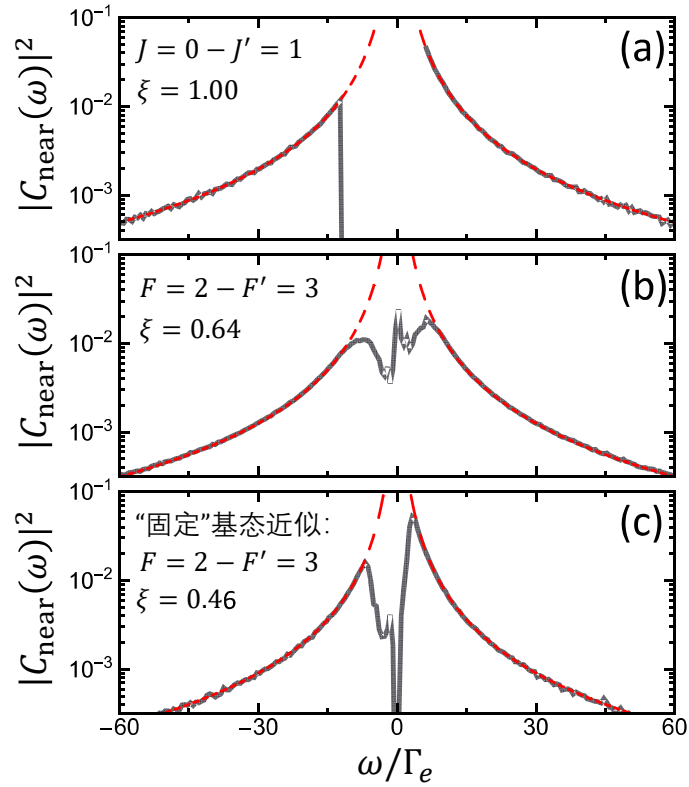 10⁻¹
10⁻²
10⁻³
|C_near(ω)|²
J = 0 − J′ = 1
ξ = 1.00
(a)
10⁻¹
10⁻²
10⁻³
|C_near(ω)|²
F = 2 − F′ = 3
ξ = 0.64
(b)
10⁻¹
10⁻²
10⁻³
|C_near(ω)|²
“固定”基态近似:
F = 2 − F′ = 3
ξ = 0.46
(c)
−60 −30 0 30 60
ω/Γₑ